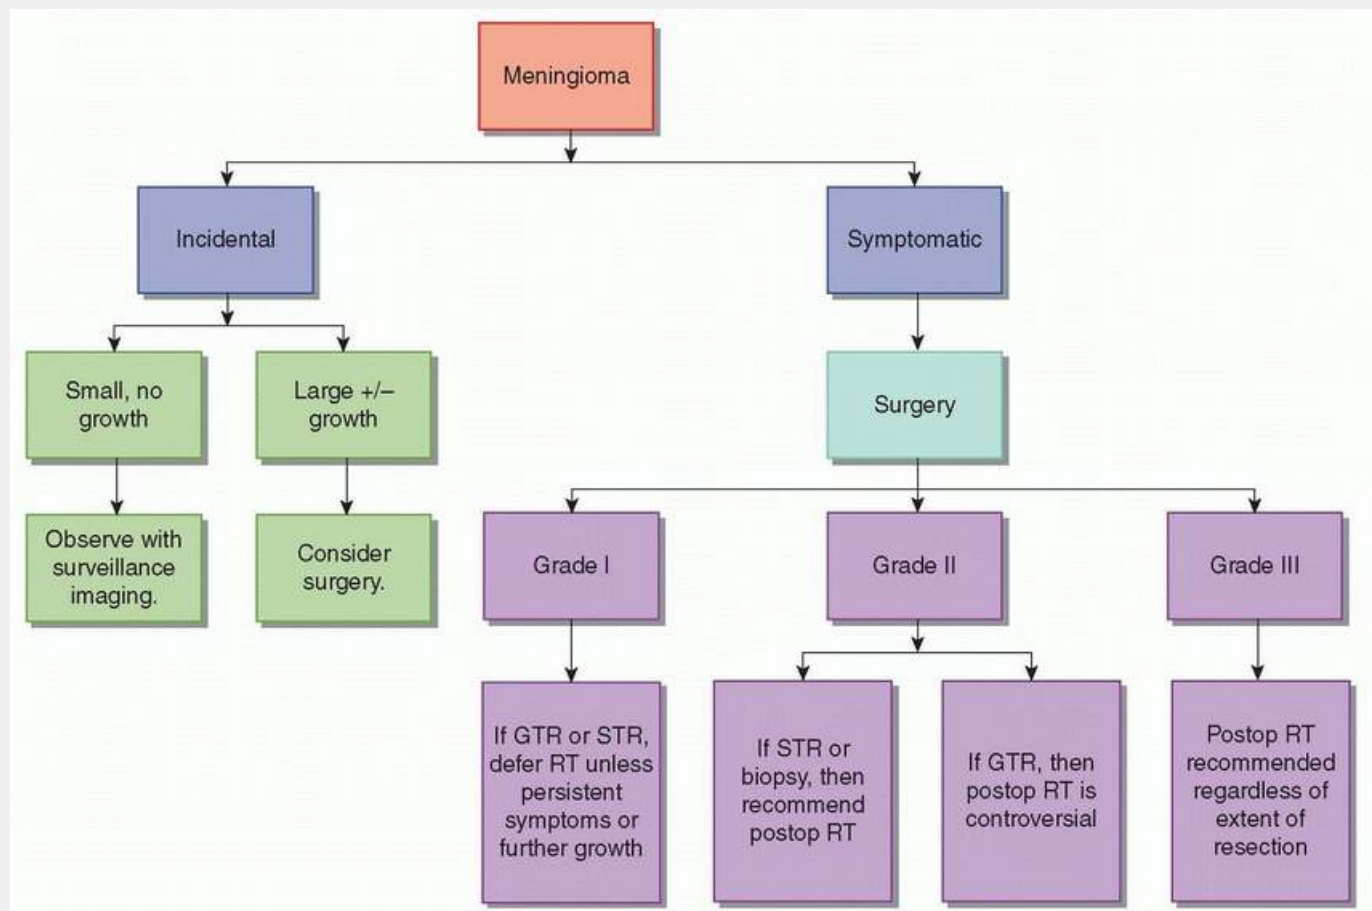 Meningioma
Incidental
Symptomatic
Small, no
growth
Large +/–
growth
Surgery
Observe with
surveillance
imaging.
Consider
surgery.
Grade I
Grade II
Grade III
If GTR or STR,
defer RT unless
persistent
symptoms or
further growth
If STR or
biopsy, then
recommend
postop RT
If GTR, then
postop RT is
controversial
Postop RT
recommended
regardless of
extent of
resection